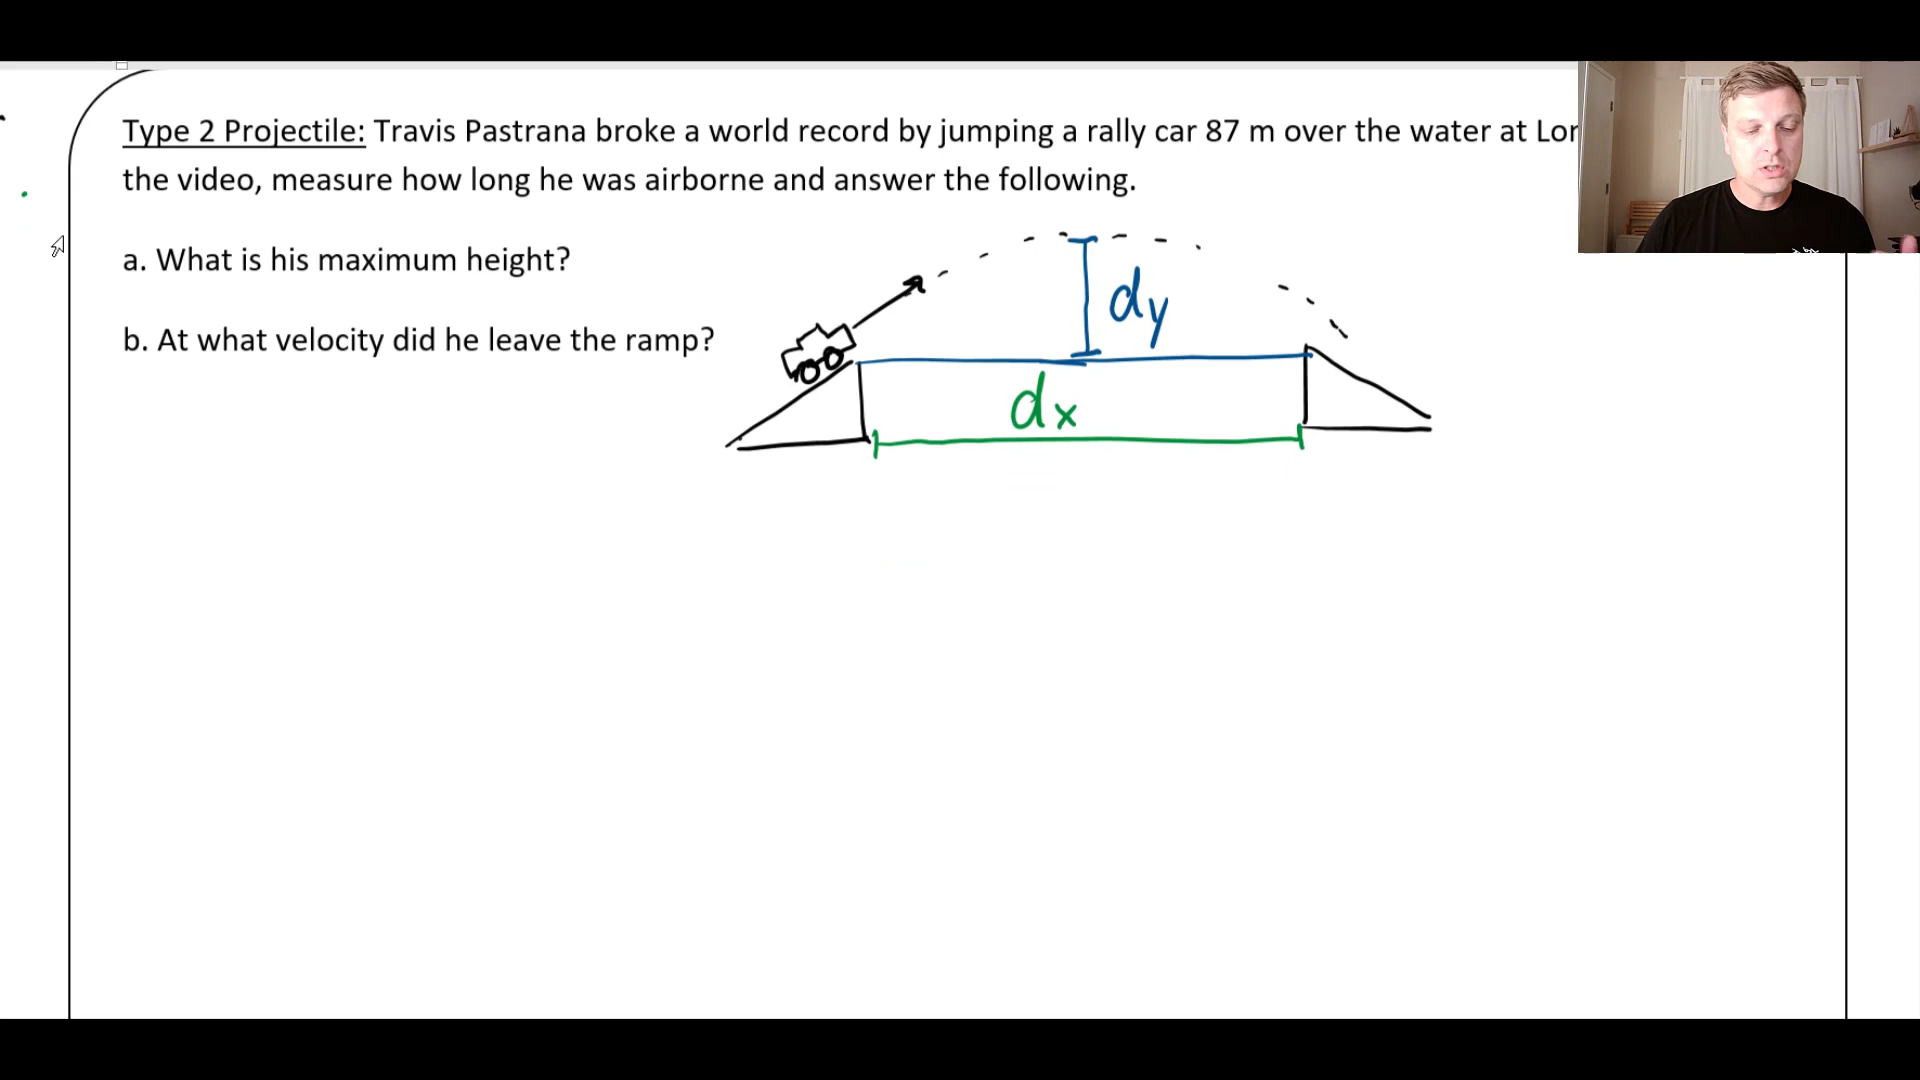 Type 2 Projectile: Travis Pastrana broke a world record by jumping a rally car 87 m over the water at
the video, measure how long he was airborne and answer the following.
a. What is his maximum height?
dy
b. At what velocity did he leave the ramp?
dx